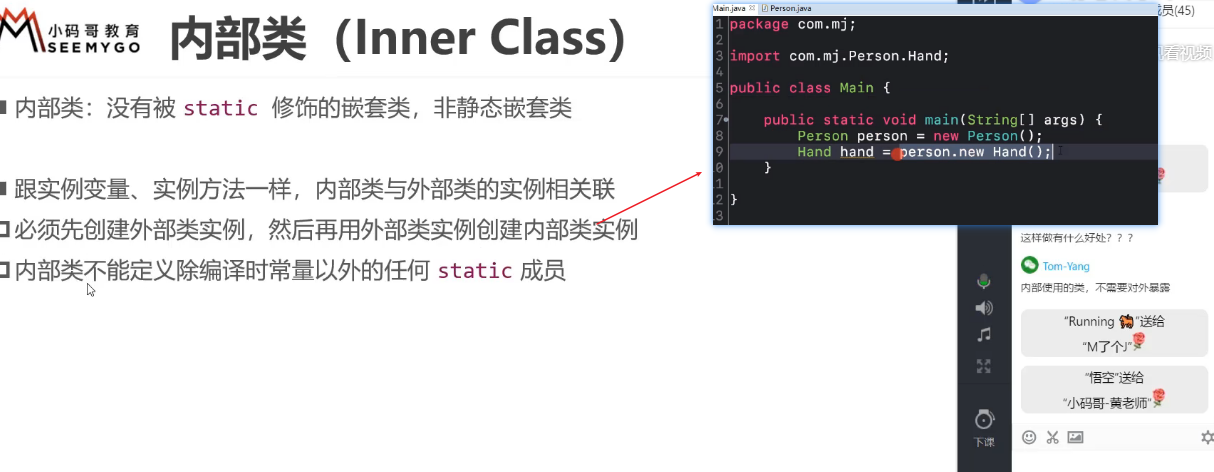 小码哥教育
SEEMYGO
内部类（Inner Class）
内部类：没有被 static 修饰的嵌套类，非静态嵌套类
跟实例变量、实例方法一样，内部类与外部类的实例相关联
必须先创建外部类实例，然后再用外部类实例创建内部类实例
内部类不能定义除编译时常量以外的任何 static 成员
Main.java Person.java
1 package com.mj;
2
3 import com.mj.Person.Hand;
4
5 public class Main {
6
7 public static void main(String[] args) {
8 Person person = new Person();
9 Hand hand = person.new Hand();
0 }
1
2 }
3
员(45)
看视频
这样做有什么好处？？？
Tom-Yang
内部使用的类，不需要对外暴露
“Running 🐅”送给
“M了个J”🌹
“悟空”送给
“小码哥-黄老师”🌹
下课